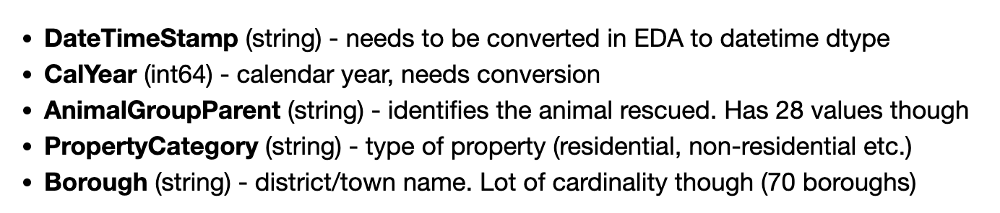 • DateTimeStamp (string) - needs to be converted in EDA to datetime dtype
• CalYear (int64) - calendar year, needs conversion
• AnimalGroupParent (string) - identifies the animal rescued. Has 28 values though
• PropertyCategory (string) - type of property (residential, non-residential etc.)
• Borough (string) - district/town name. Lot of cardinality though (70 boroughs)